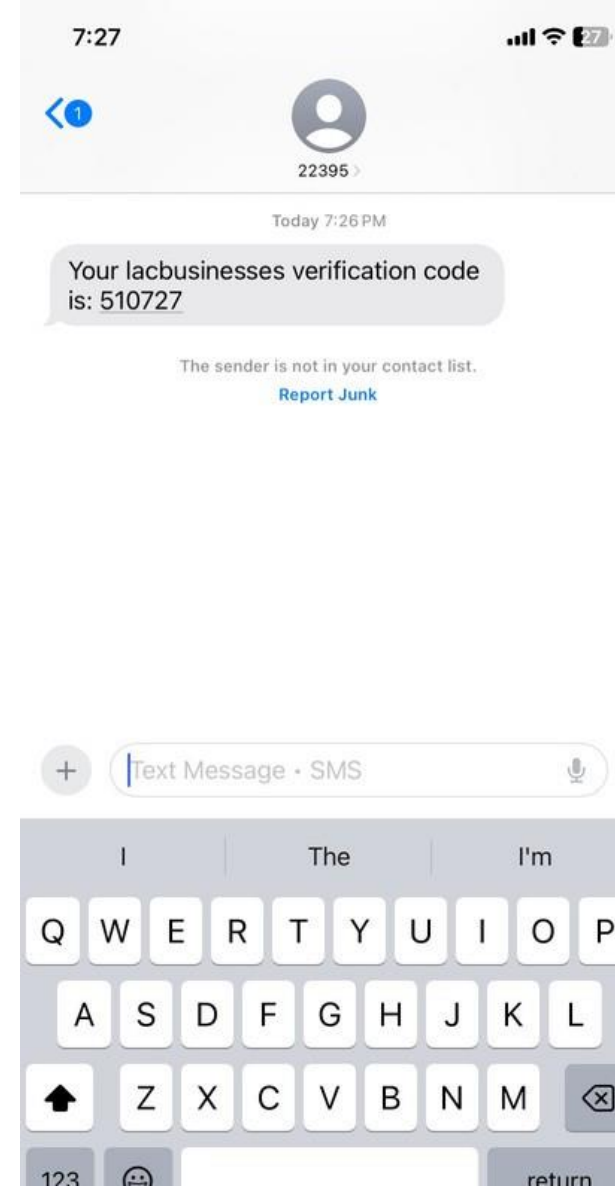 7:27
27
1
22395
Today 7:26 PM
Your lacbusinesses verification code
is: 510727
The sender is not in your contact list.
Report Junk
Text Message • SMS
I The I'm
Q W E R T Y U I O P
A S D F G H J K L
Z X C V B N M
123 return